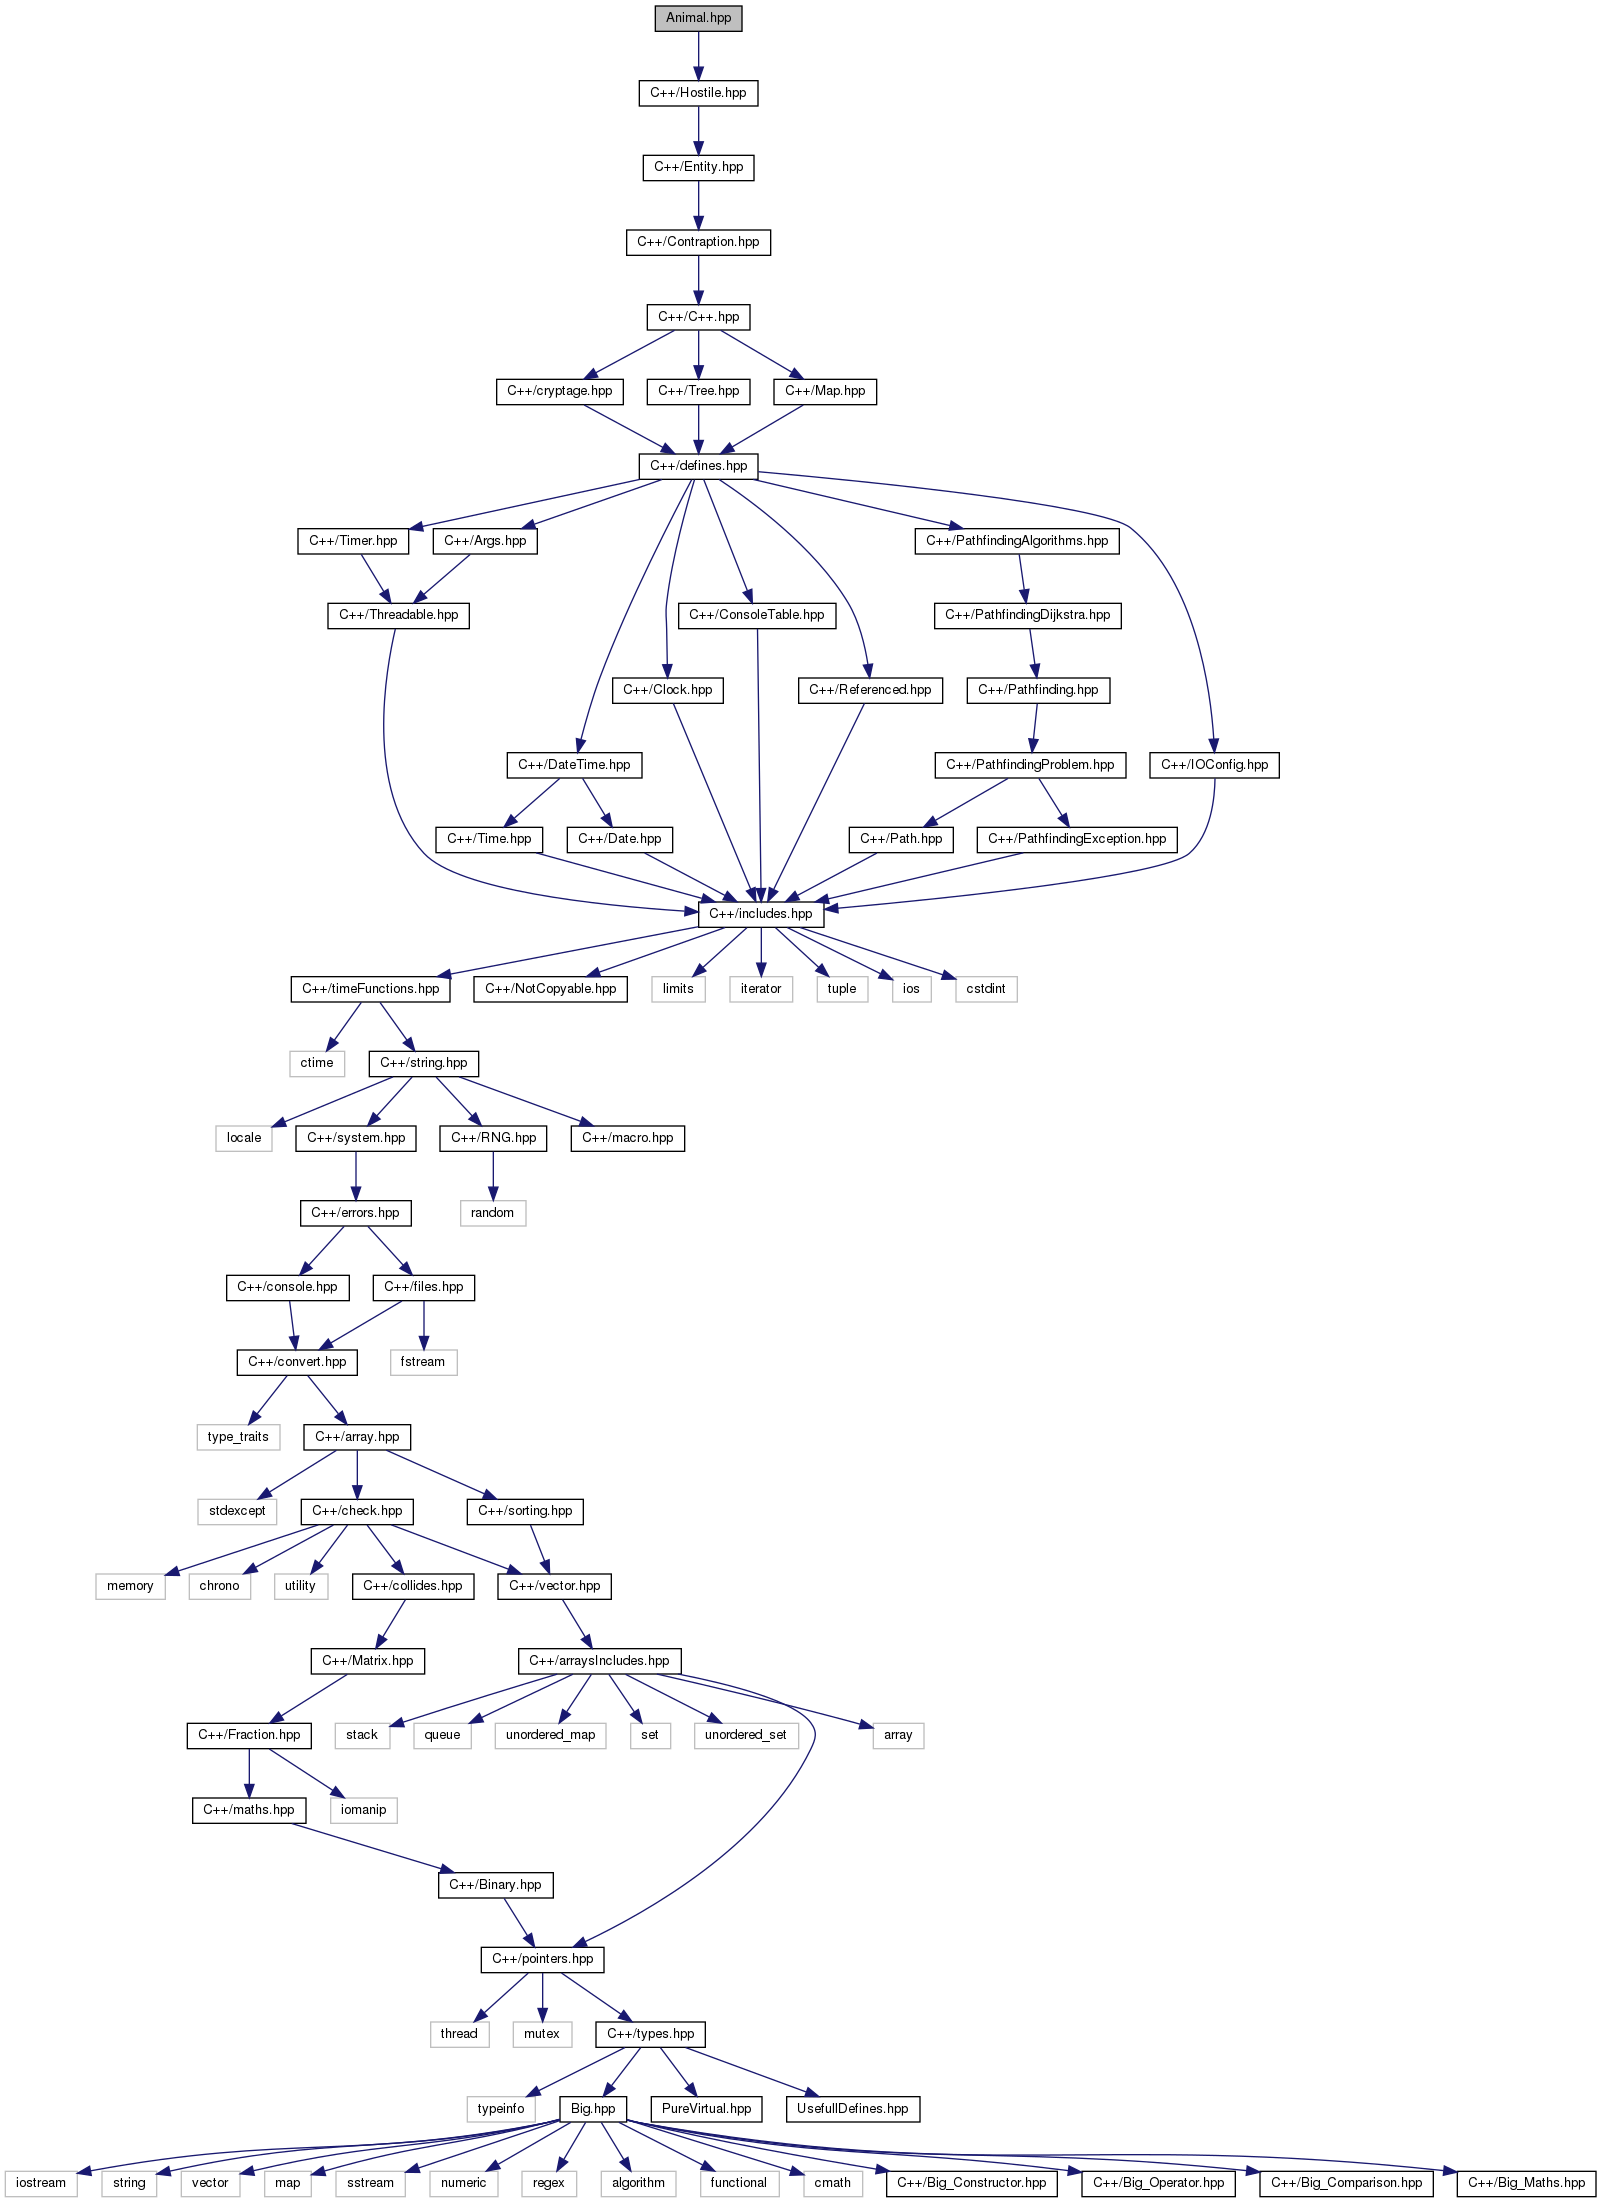 Animal.hpp
C++/Hostile.hpp
C++/Entity.hpp
C++/Contraption.hpp
C++/C++.hpp
C++/cryptage.hpp
C++/Tree.hpp
C++/Map.hpp
C++/defines.hpp
C++/Timer.hpp
C++/Args.hpp
C++/PathfindingAlgorithms.hpp
C++/Threadable.hpp
C++/ConsoleTable.hpp
C++/PathfindingDijkstra.hpp
C++/Clock.hpp
C++/Referenced.hpp
C++/Pathfinding.hpp
C++/DateTime.hpp
C++/PathfindingProblem.hpp
C++/IOConfig.hpp
C++/Time.hpp
C++/Date.hpp
C++/Path.hpp
C++/PathfindingException.hpp
C++/includes.hpp
C++/timeFunctions.hpp
C++/NotCopyable.hpp
limits
iterator
tuple
ios
cstdint
ctime
C++/string.hpp
locale
C++/system.hpp
C++/RNG.hpp
C++/macro.hpp
C++/errors.hpp
random
C++/console.hpp
C++/files.hpp
C++/convert.hpp
fstream
type_traits
C++/array.hpp
stdexcept
C++/check.hpp
C++/sorting.hpp
memory
chrono
utility
C++/collides.hpp
C++/vector.hpp
C++/Matrix.hpp
C++/arraysIncludes.hpp
C++/Fraction.hpp
stack
queue
unordered_map
set
unordered_set
array
C++/maths.hpp
iomanip
C++/Binary.hpp
C++/pointers.hpp
thread
mutex
C++/types.hpp
typeinfo
Big.hpp
PureVirtual.hpp
UsefullDefines.hpp
iostream
string
vector
map
sstream
numeric
regex
algorithm
functional
cmath
C++/Big_Constructor.hpp
C++/Big_Operator.hpp
C++/Big_Comparison.hpp
C++/Big_Maths.hpp